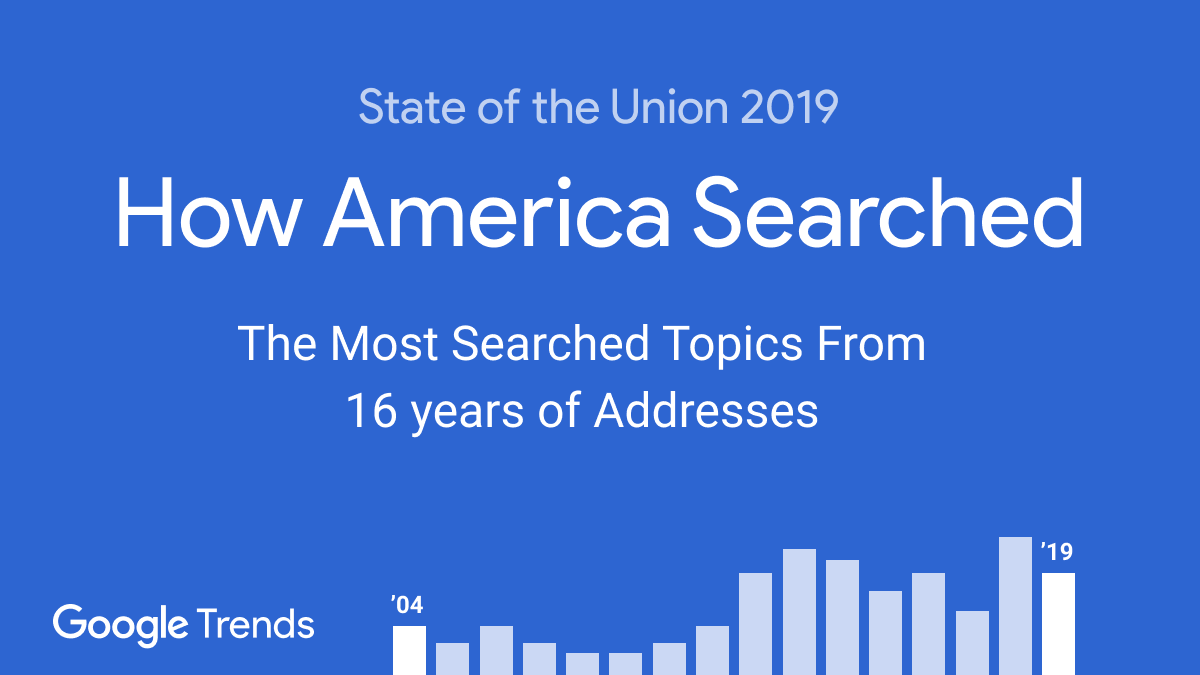 State of the Union 2019
How America Searched
The Most Searched Topics From
16 years of Addresses
’19
’04
Google Trends